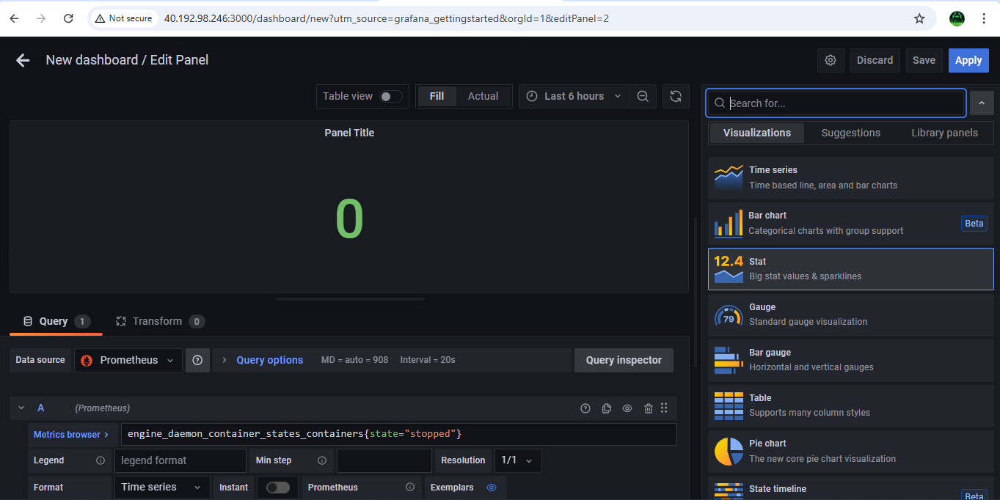 Not secure 40.192.98.246:3000/dashboard/new?utm_source=grafana_gettingstarted&orgId=1&editPanel=2
New dashboard / Edit Panel
Discard Save Apply
Table view Fill Actual Last 6 hours
Search for...
Visualizations Suggestions Library panels
Panel Title
0
Time series
Time based line, area and bar charts
Bar chart
Categorical charts with group support
Beta
12.4 Stat
Big stat values & sparklines
79 Gauge
Standard gauge visualization
Bar gauge
Horizontal and vertical gauges
Table
Supports many column styles
Pie chart
The new core pie chart visualization
State timeline
Beta
Query 1 Transform 0
Data source Prometheus Query options MD = auto = 908 Interval = 20s Query inspector
A (Prometheus)
Metrics browser engine_daemon_container_states_containers{state="stopped"}
Legend legend format Min step Resolution 1/1
Format Time series Instant Prometheus Exemplars